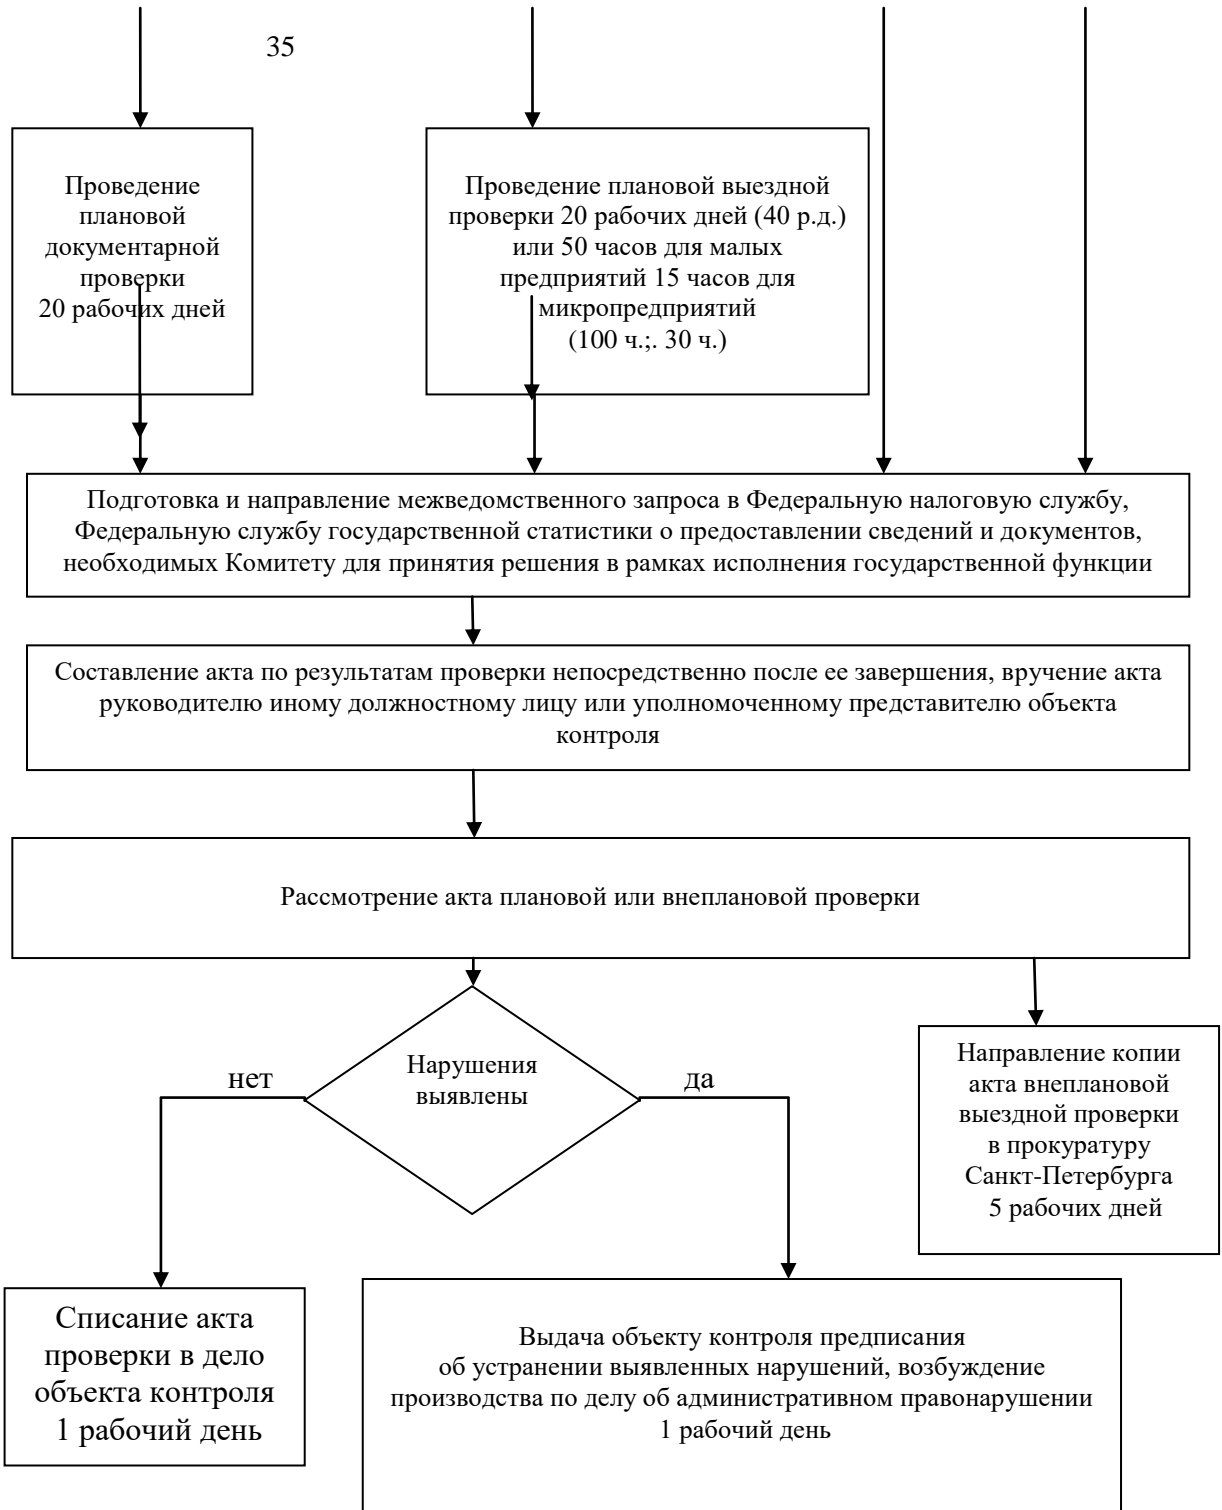 35
Проведение
плановой
документарной
проверки
20 рабочих дней
Проведение плановой выездной
проверки 20 рабочих дней (40 р.д.)
или 50 часов для малых
предприятий 15 часов для
микропредприятий
(100 ч.;. 30 ч.)
Подготовка и направление межведомственного запроса в Федеральную налоговую службу,
Федеральную службу государственной статистики о предоставлении сведений и документов,
необходимых Комитету для принятия решения в рамках исполнения государственной функции
Составление акта по результатам проверки непосредственно после ее завершения, вручение акта
руководителю иному должностному лицу или уполномоченному представителю объекта
контроля
Рассмотрение акта плановой или внеплановой проверки
Нарушения
выявлены
нет
да
Направление копии
акта внеплановой
выездной проверки
в прокуратуру
Санкт-Петербурга
5 рабочих дней
Списание акта
проверки в дело
объекта контроля
1 рабочий день
Выдача объекту контроля предписания
об устранении выявленных нарушений, возбуждение
производства по делу об административном правонарушении
1 рабочий день